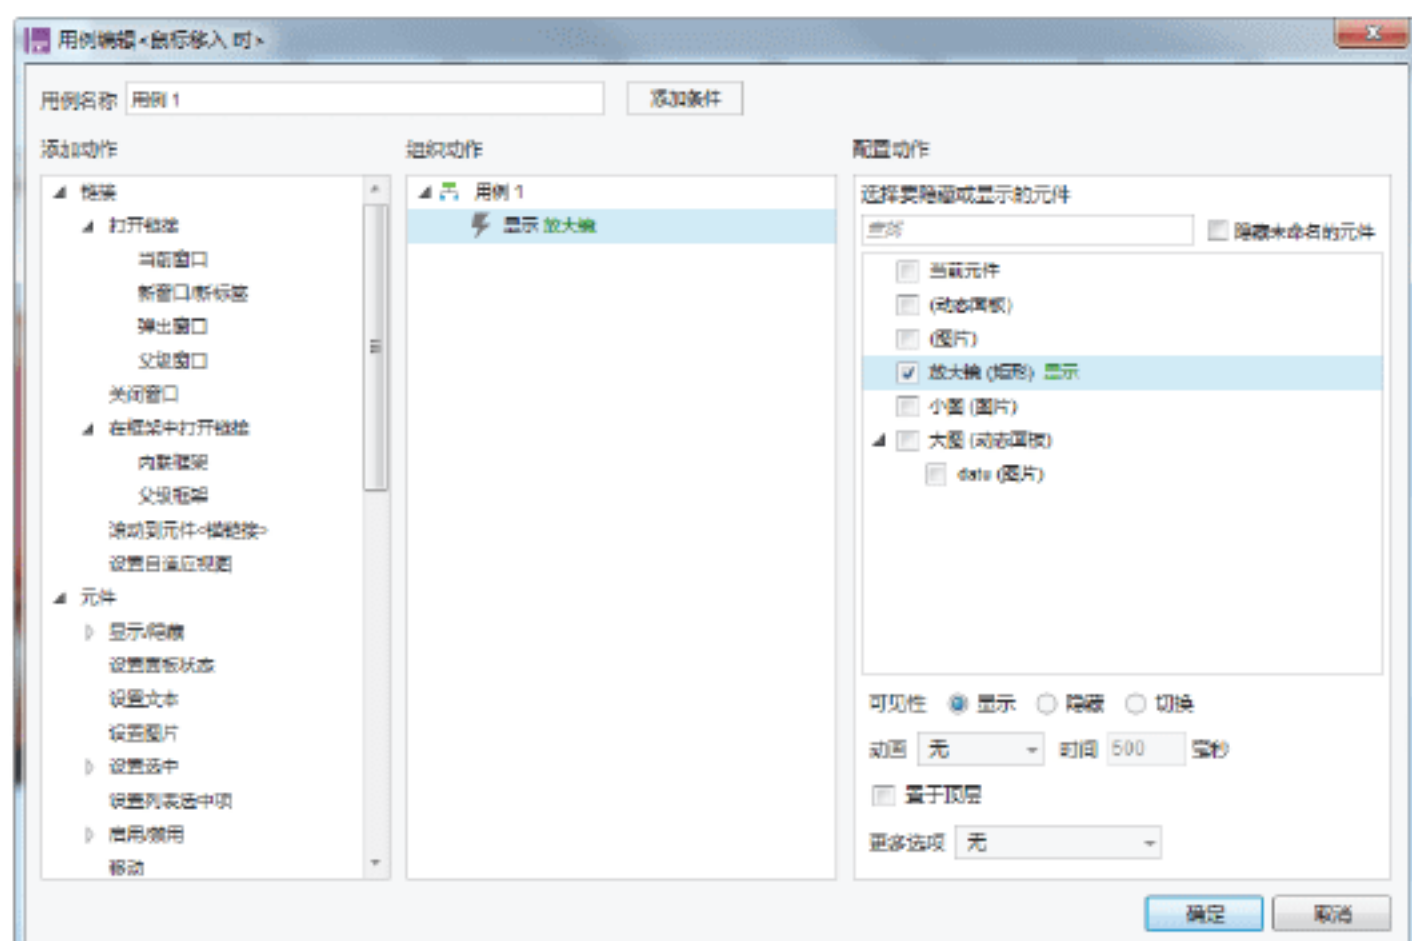 用例编辑<鼠标移入 时>
用例名称 用例 1 添加条件
添加动作 组织动作 配置动作
链接
打开链接
当前窗口
新窗口/新标签
弹出窗口
父级窗口
关闭窗口
在框架中打开链接
内联框架
父级框架
滚动到元件<锚链接>
设置自适应视图
元件
显示/隐藏
设置面板状态
设置文本
设置图片
设置选中
设置列表选中项
启用/禁用
移动
用例 1
显示 放大镜
选择要隐藏或显示的元件
查找 隐藏未命名的元件
当前元件
(动态面板)
(图片)
放大镜 (矩形) 显示
小图 (图片)
大图 (动态面板)
datu (图片)
可见性 显示 隐藏 切换
动画 无 时间 500 毫秒
置于顶层
更多选项 无
确定 取消